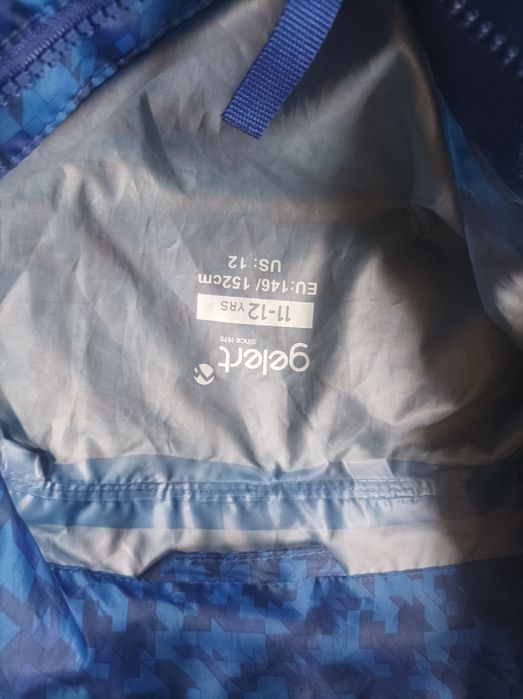 gelert
since 1975
11-12 YRS
EU:146/ 152cm
US: 12